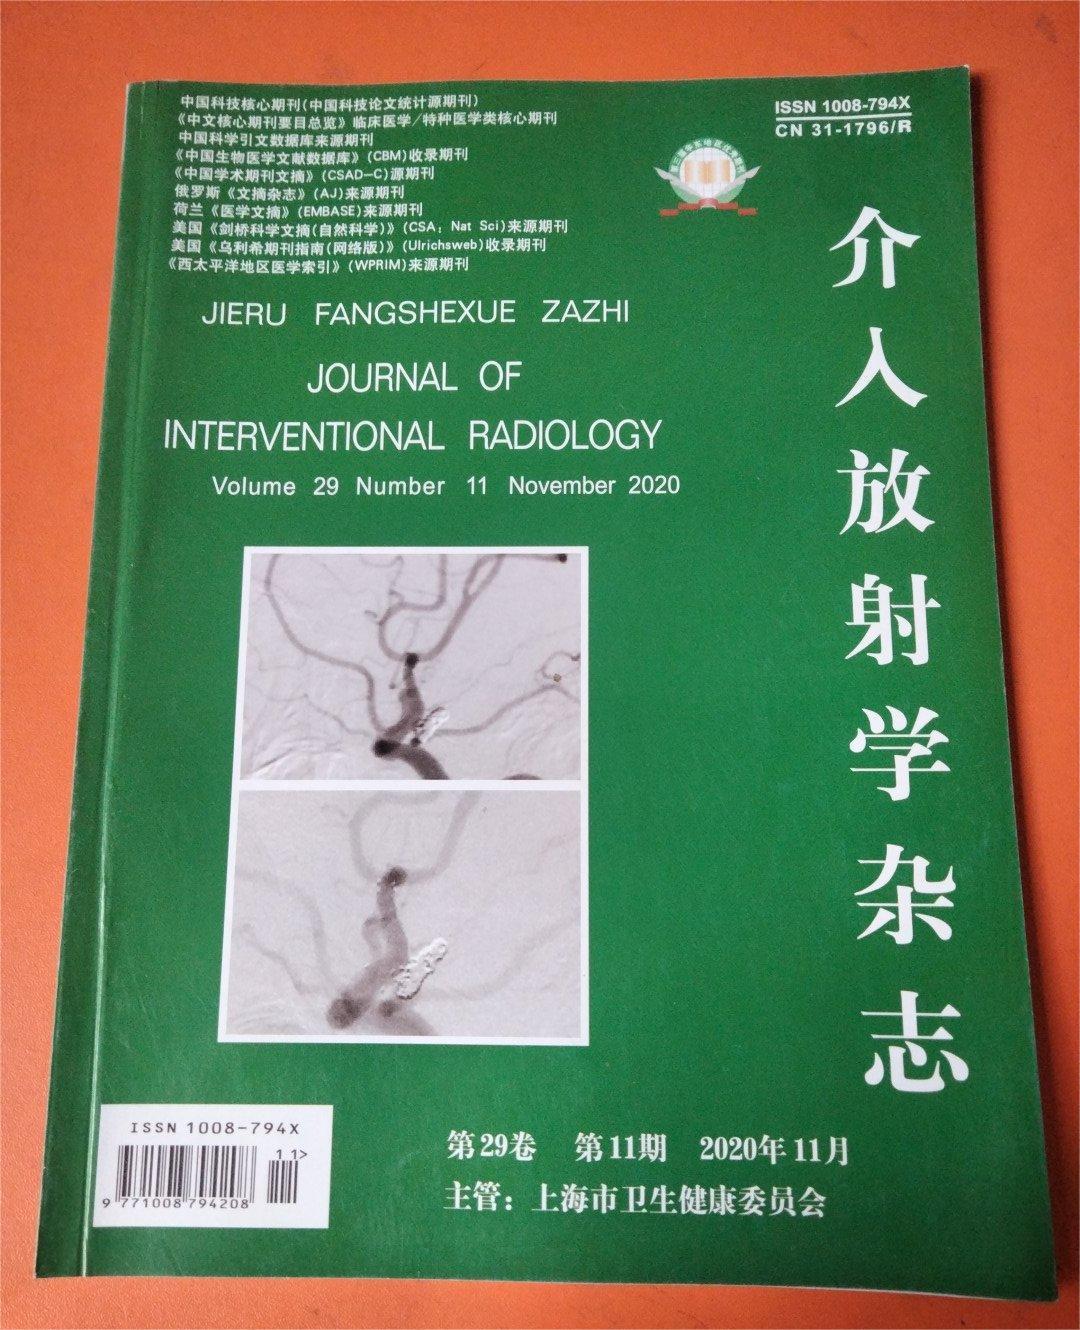 中国科技核心期刊(中国科技论文统计源期刊)
《中文核心期刊要目总览》临床医学/特种医学类核心期刊
中国科学引文数据库来源期刊
《中国生物医学文献数据库》(CBM)收录期刊
《中国学术期刊文摘》(CSAD-C)源期刊
俄罗斯《文摘杂志》(AJ)来源期刊
荷兰《医学文摘》(EMBASE)来源期刊
美国《剑桥科学文摘(自然科学)》(CSA: Nat Sci)来源期刊
美国《乌利希期刊指南(网络版)》(Ulrichsweb)收录期刊
《西太平洋地区医学索引》(WPRIM)来源期刊
ISSN 1008-794X
CN 31-1796/R
JIERU FANGSHEXUE ZAZHI
JOURNAL OF
INTERVENTIONAL RADIOLOGY
Volume 29 Number 11 November 2020
介入放射学杂志
ISSN 1008-794X
11>
9 771008 794208
第29卷 第11期 2020年11月
主管：上海市卫生健康委员会